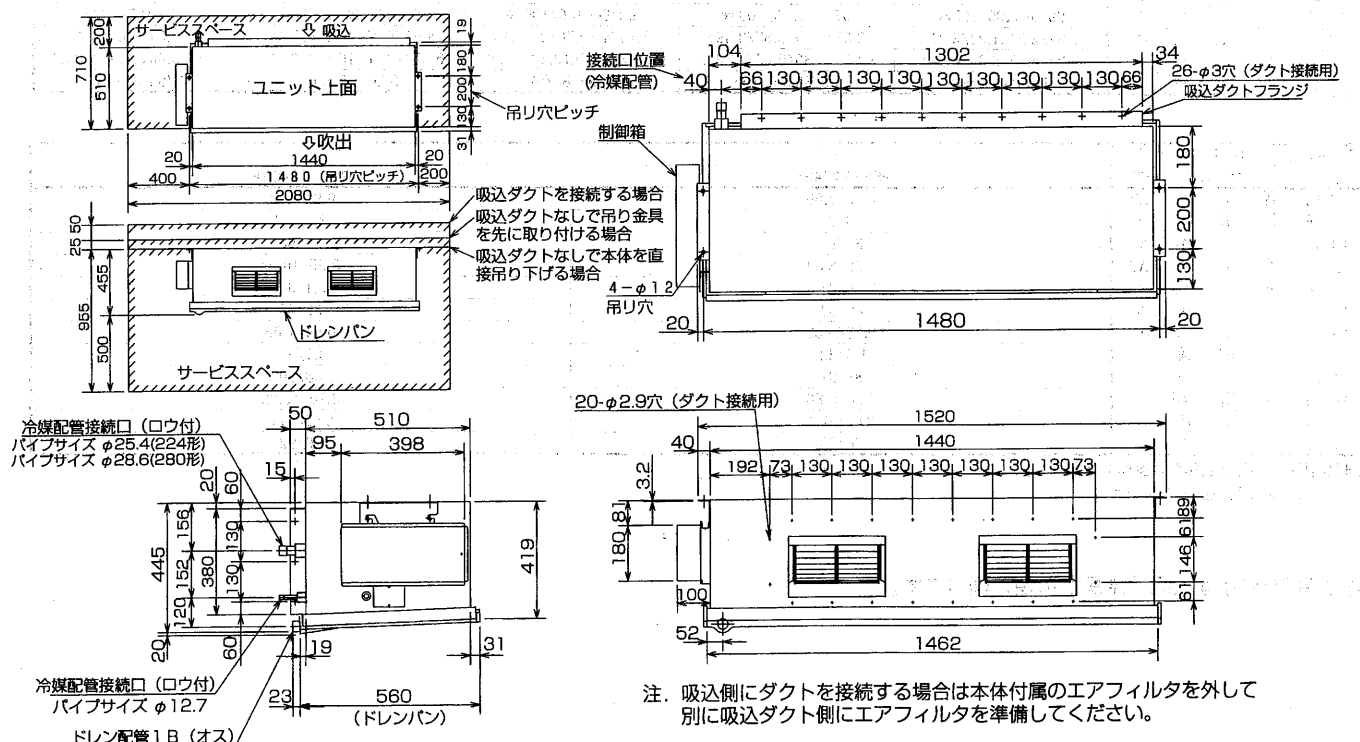 サービススペース
吸込
ユニット上面
吹出
吊り穴ピッチ
710
200
510
19
180
200
130
31
20
1440
20
400
1480 (吊り穴ピッチ)
200
2080
吸込ダクトを接続する場合
吸込ダクトなしで吊り金具
を先に取り付ける場合
吸込ダクトなしで本体を直
接吊り下げる場合
50
25
455
955
500
ドレンパン
サービススペース
接続口位置
(冷媒配管)
制御箱
104
1302
34
40
66 130 130 130 130 130 130 130 130 130 66
26-φ3穴 (ダクト接続用)
吸込ダクトフランジ
180
200
130
4-φ12
吊リ穴
20
1480
20
冷媒配管接続口 (ロウ付)
パイプサイズ φ25.4(224形)
パイプサイズ φ28.6(280形)
50
510
95
398
15
20
60
156
130
445
380
152
130
120
20
60
419
19
31
23
560
(ドレンパン)
冷媒配管接続口 (ロウ付)
パイプサイズ φ12.7
ドレン配管1B (オス)
20-φ2.9穴 (ダクト接続用)
1520
40
1440
192 73 130 130 130 130 130 130 130 73
3.2
81
180
100
52
1462
89
61
146
61
注. 吸込側にダクトを接続する場合は本体付属のエアフィルタを外して
別に吸込ダクト側にエアフィルタを準備してください。